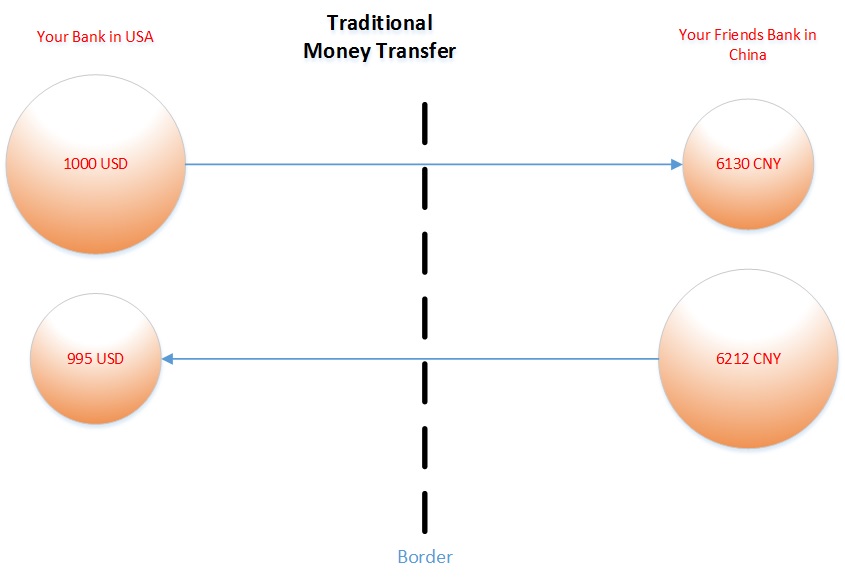 Traditional
Money Transfer
Your Bank in USA
Your Friends Bank in
China
1000 USD
6130 CNY
995 USD
6212 CNY
Border